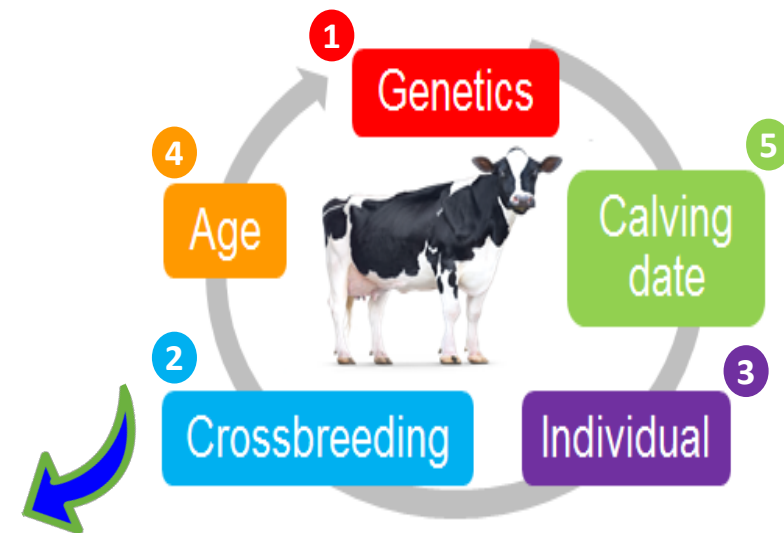 1
Genetics
5
4
Calving
date
Age
2
3
Crossbreeding
Individual